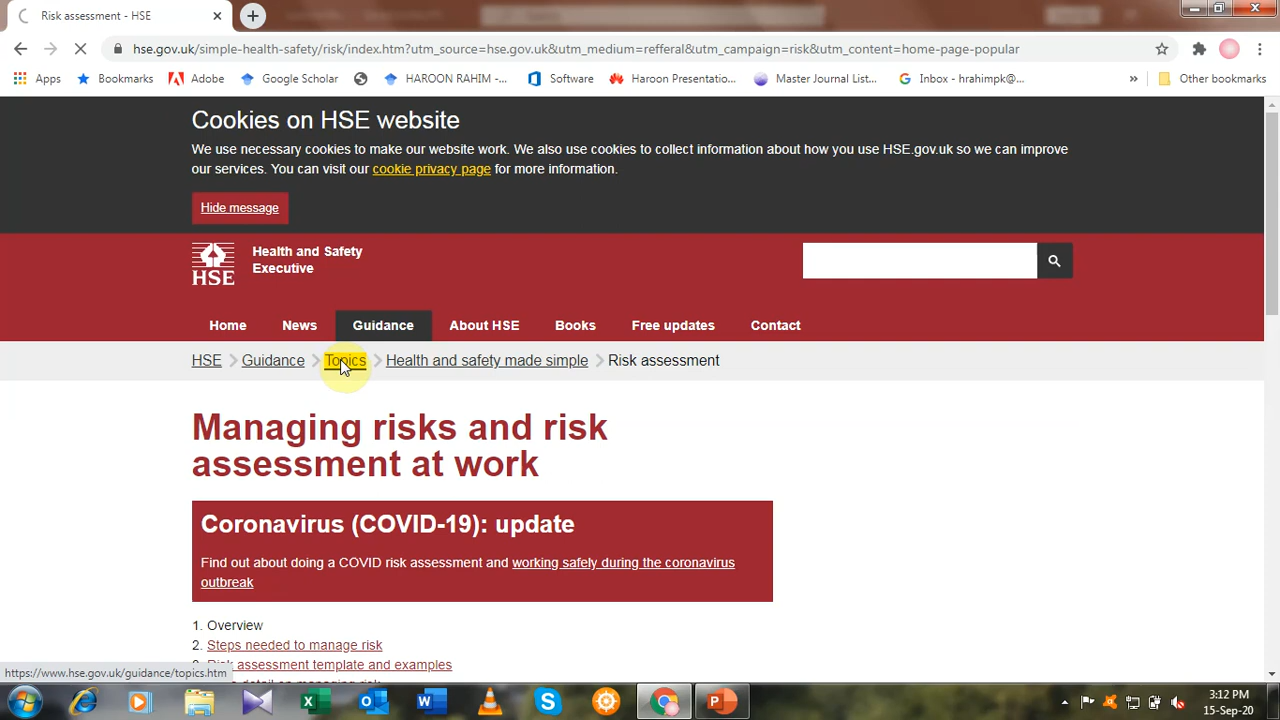 Risk assessment - HSE
hse.gov.uk/simple-health-safety/risk/index.htm?utm_source=hse.gov.uk&utm_medium=refferal&utm_campaign=risk&utm_content=home-page-popular
Apps Bookmarks Adobe Google Scholar HAROON RAHIM -... Software Haroon Presentatio... Master Journal List... Inbox - hrahimpk@... » Other bookmarks
Cookies on HSE website
We use necessary cookies to make our website work. We also use cookies to collect information about how you use HSE.gov.uk so we can improve
our services. You can visit our cookie privacy page for more information.
Hide message
HSE
Health and Safety
Executive
Home News Guidance About HSE Books Free updates Contact
HSE Guidance Topics Health and safety made simple Risk assessment
Managing risks and risk
assessment at work
Coronavirus (COVID-19): update
Find out about doing a COVID risk assessment and working safely during the coronavirus
outbreak
1. Overview
2. Steps needed to manage risk
Risk assessment template and examples
https://www.hse.gov.uk/guidance/topics.htm
3:12 PM
15-Sep-20